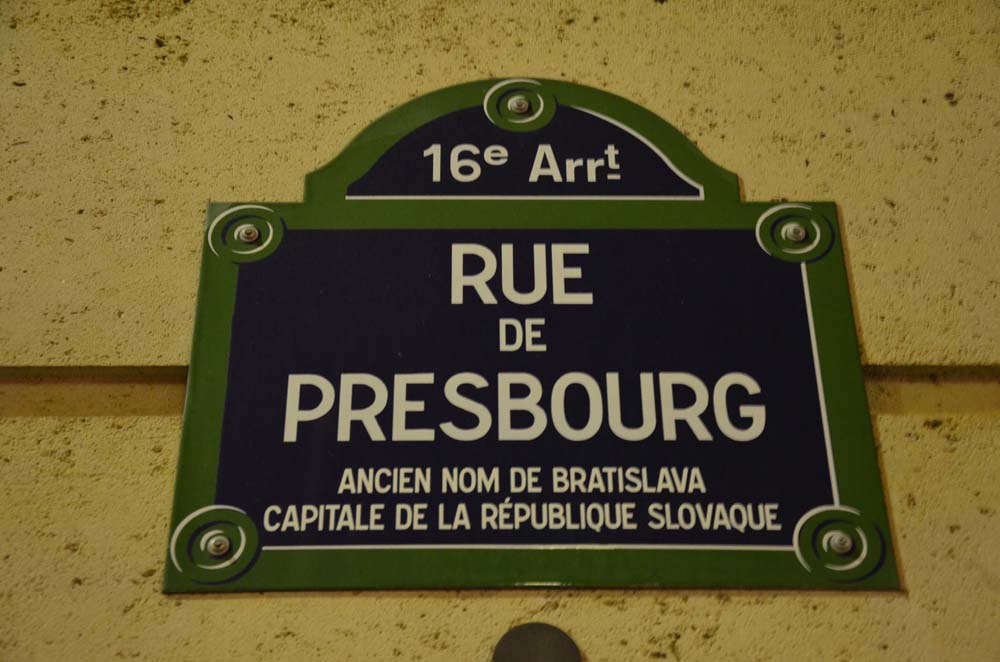 16e Arrt
RUE
DE
PRESBOURG
ANCIEN NOM DE BRATISLAVA
CAPITALE DE LA RÉPUBLIQUE SLOVAQUE